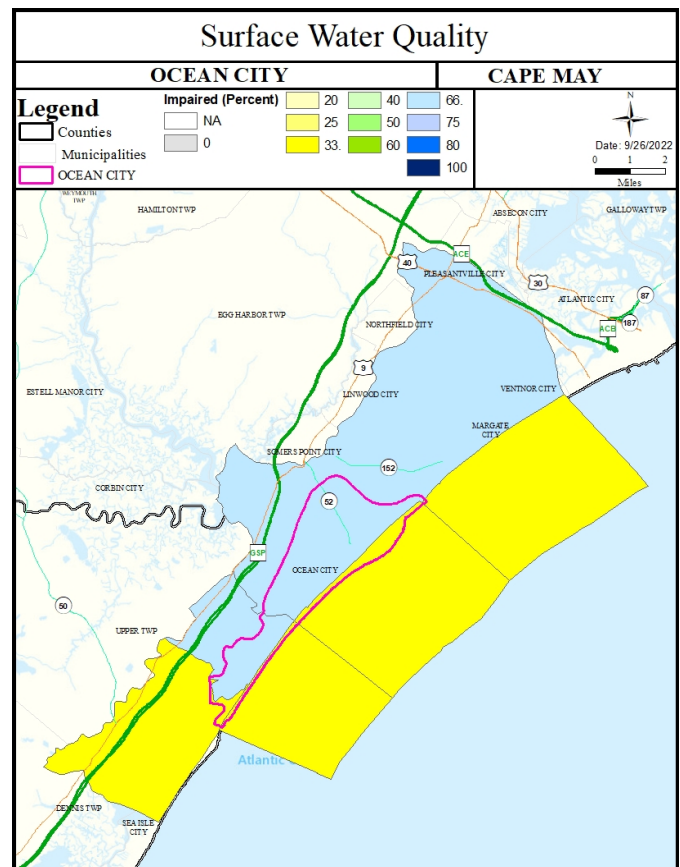 Surface Water Quality
OCEAN CITY
CAPE MAY
Legend
Counties
Municipalities
OCEAN CITY
Impaired (Percent)
NA
0
20
25
33.
40
50
60
66.
75
80
100
N
Date: 9/26/2022
0 1 2
Miles
WEYMOUTH
TWP
HAMILTON TWP
ABSECON CITY
GALLOWAY TWP
ACE
40
PLEASANTVILLE CITY
30
ATLANTIC CITY
87
187
ACB
EGG HARBOR TWP
NORTHFIELD CITY
9
LINWOOD CITY
ESTELL MANOR CITY
VENTNOR CITY
MARGATE
CITY
SOMERS POINT CITY
152
CORBIN CITY
52
GSP
OCEAN CITY
50
UPPER TWP
Atlantic
DENNIS TWP
SEA ISLE
CITY